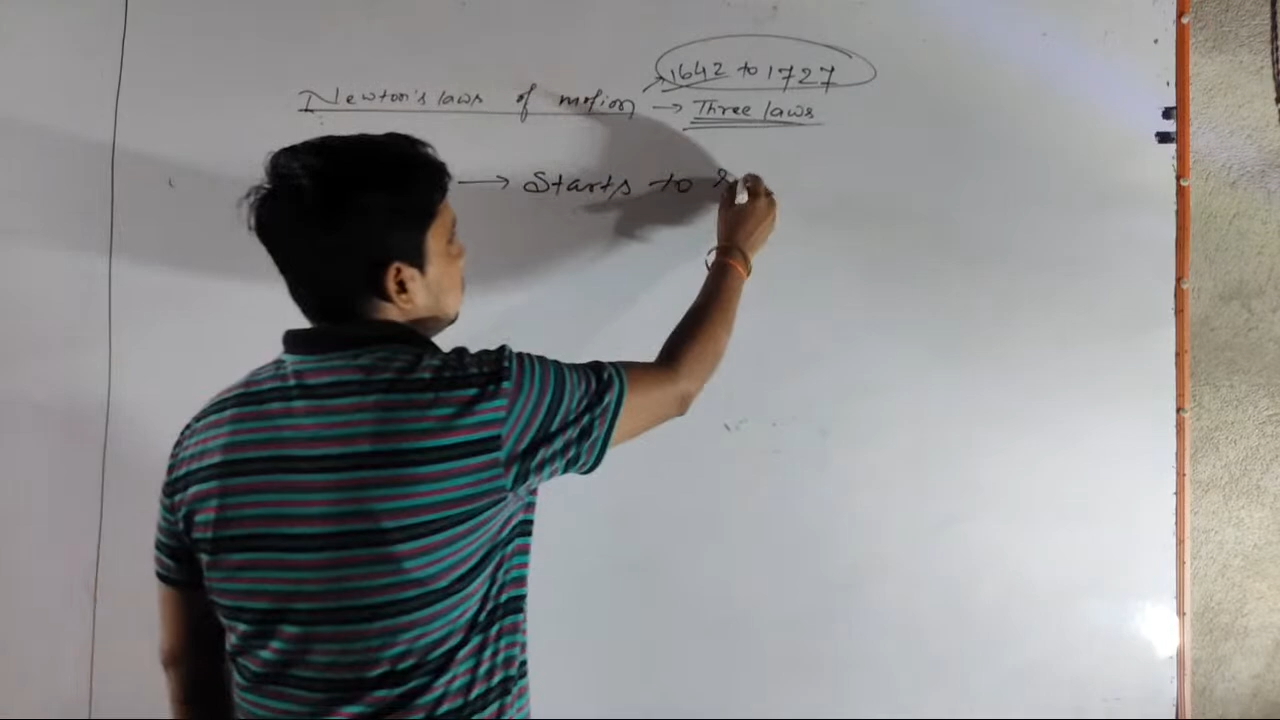 1642 to 1727
Newton's laws of motion → Three laws
→ Starts to